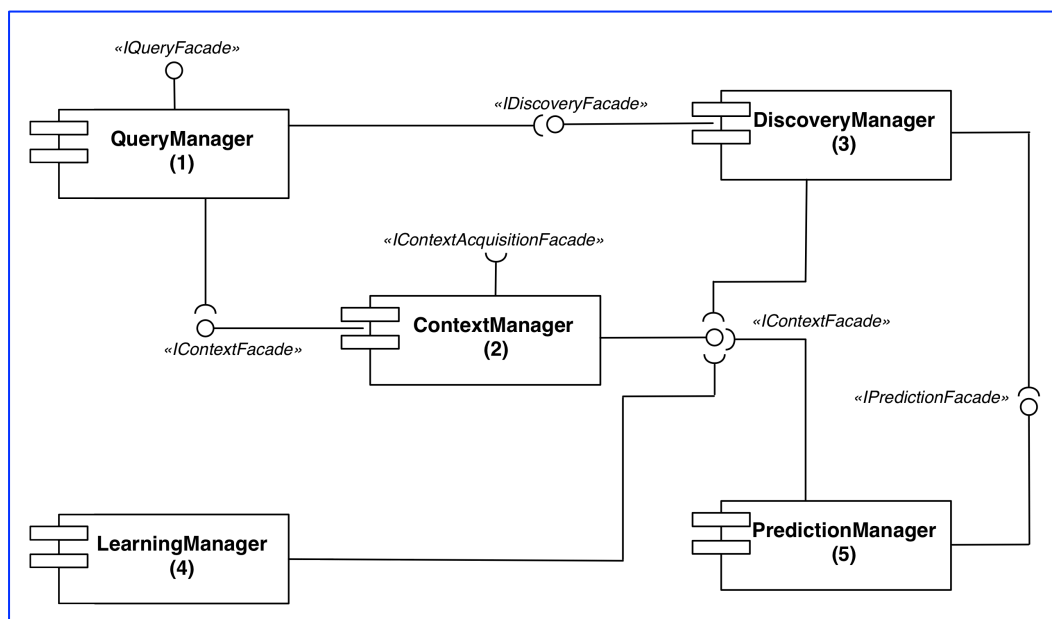 «IQueryFacade»
«IDiscoveryFacade»
QueryManager
(1)
DiscoveryManager
(3)
«IContextAcquisitionFacade»
ContextManager
(2)
«IContextFacade»
«IContextFacade»
«IPredictionFacade»
LearningManager
(4)
PredictionManager
(5)